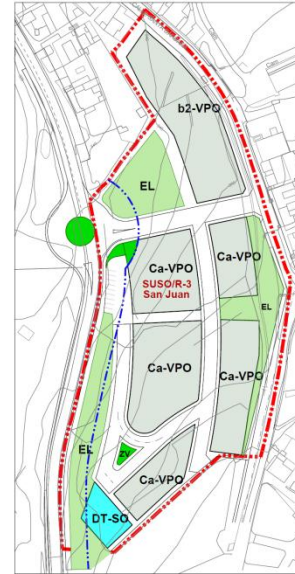 b2-VPO
EL
Ca-VPO
SUSO/R-3
San Juan
Ca-VPO
EL
Ca-VPO
Ca-VPO
ZV
EL
Ca-VPO
DT-SO